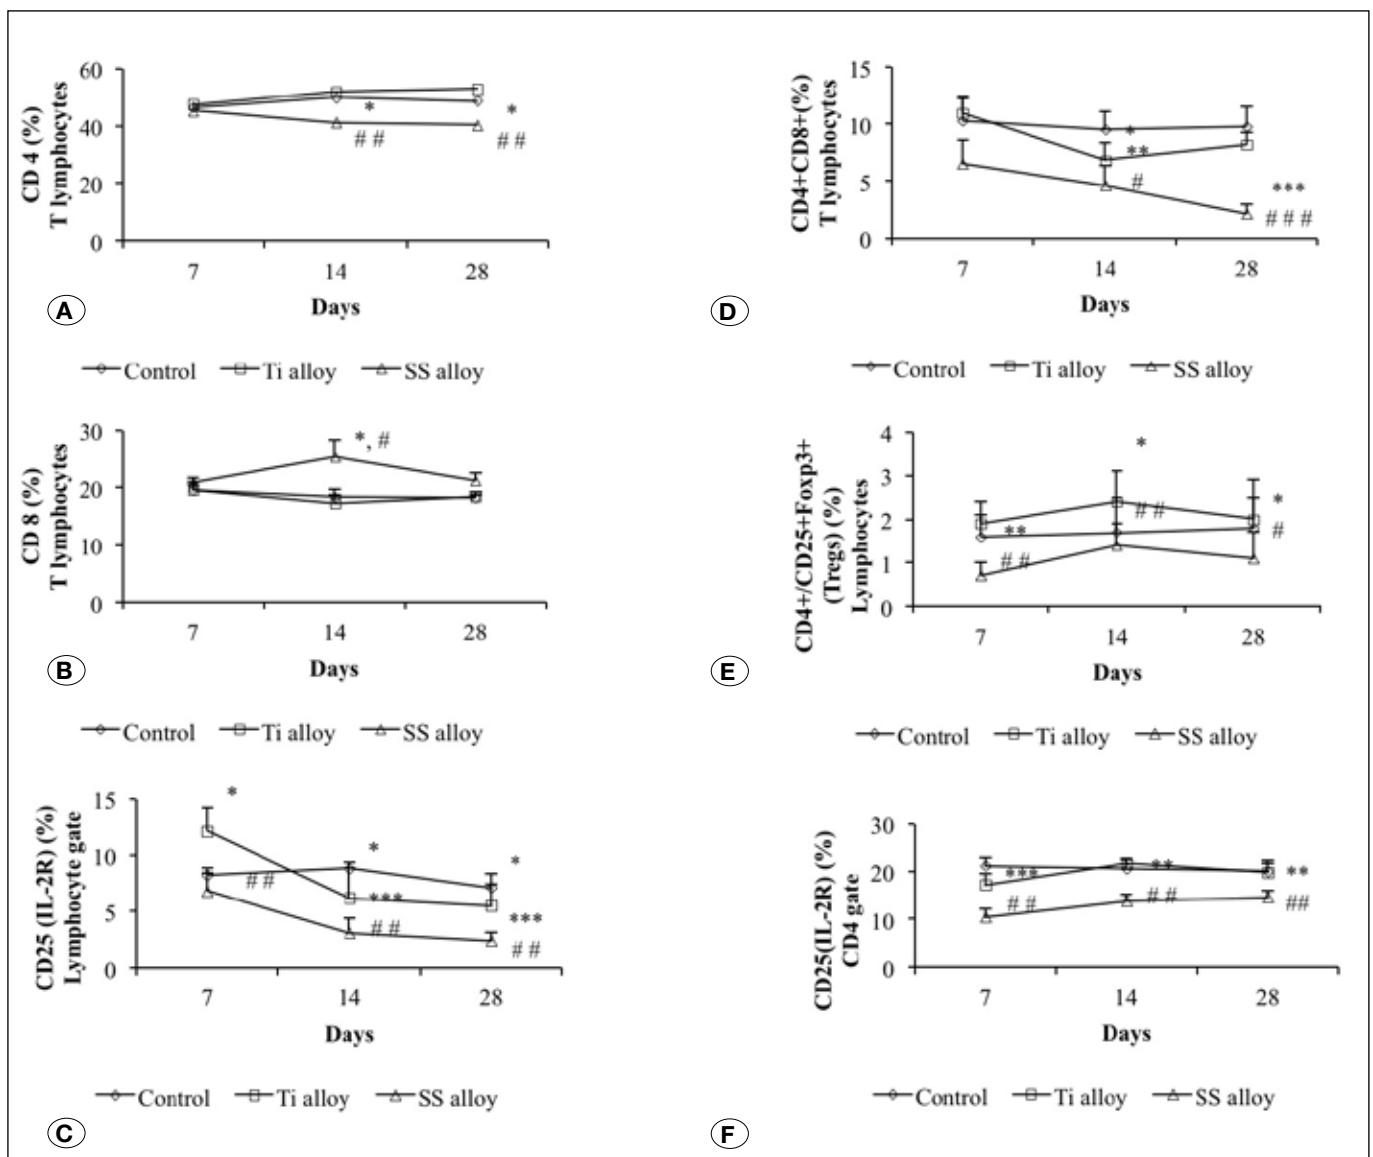 60
40
20
0
CD 4 (%)
T lymphocytes
*
# #
*
# #
7 14 28
Days
A
Control Ti alloy SS alloy
30
20
10
0
CD 8 (%)
T lymphocytes
*, #
7 14 28
Days
B
Control Ti alloy SS alloy
15
10
5
0
CD25 (IL-2R) (%)
Lymphocyte gate
*
# #
*
***
# #
*
***
# #
7 14 28
Days
Control Ti alloy SS alloy
C
15
10
5
0
CD4+CD8+(%)
T lymphocytes
*
**
#
***
# # #
7 14 28
Days
D
Control Ti alloy SS alloy
4
3
2
1
0
CD4+/CD25+Foxp3+
(Tregs) (%)
Lymphocytes
**
# #
*
# #
*
#
7 14 28
Days
E
Control Ti alloy SS alloy
30
20
10
0
CD25(IL-2R) (%)
CD4 gate
***
# #
**
# #
**
##
7 14 28
Days
Control Ti alloy SS alloy
F